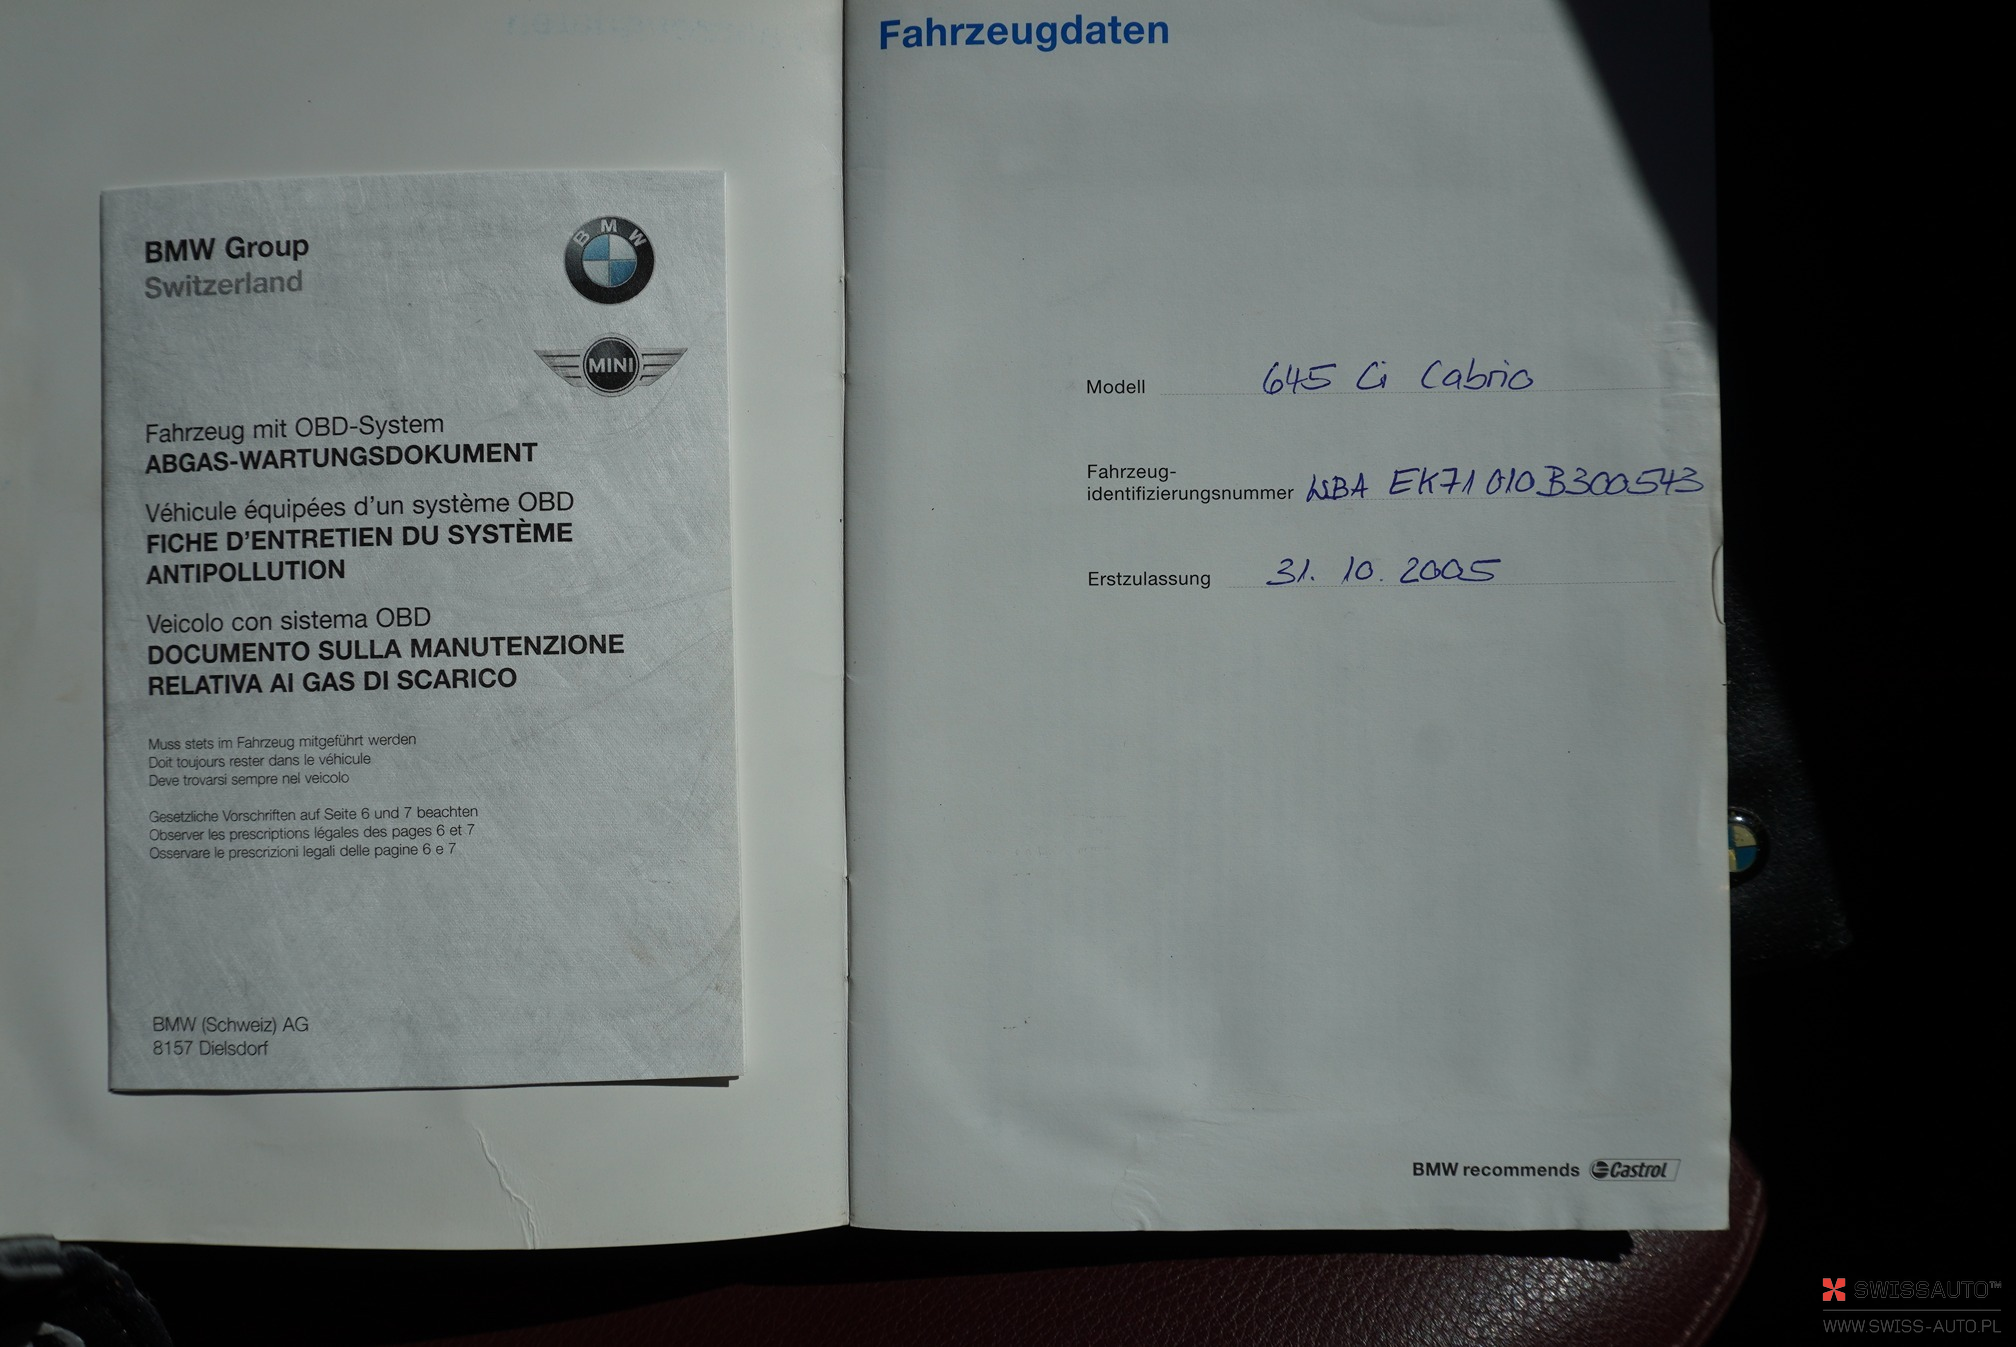 BMW Group
Switzerland
BMW
MINI
Fahrzeug mit OBD-System
ABGAS-WARTUNGSDOKUMENT
Véhicule équipées d'un système OBD
FICHE D'ENTRETIEN DU SYSTÈME
ANTIPOLLUTION
Veicolo con sistema OBD
DOCUMENTO SULLA MANUTENZIONE
RELATIVA AI GAS DI SCARICO
Muss stets im Fahrzeug mitgeführt werden
Doit toujours rester dans le véhicule
Deve trovarsi sempre nel veicolo
Gesetzliche Vorschriften auf Seite 6 und 7 beachten
Observer les prescriptions légales des pages 6 et 7
Osservare le prescrizioni legali delle pagine 6 e 7
BMW (Schweiz) AG
8157 Dielsdorf
Fahrzeugdaten
Modell 645 Ci Cabrio
Fahrzeug-
identifizierungsnummer WBA EK71 010 B300543
Erstzulassung 31. 10. 2005
BMW recommends Castrol
SWISSAUTO™
WWW.SWISS-AUTO.PL